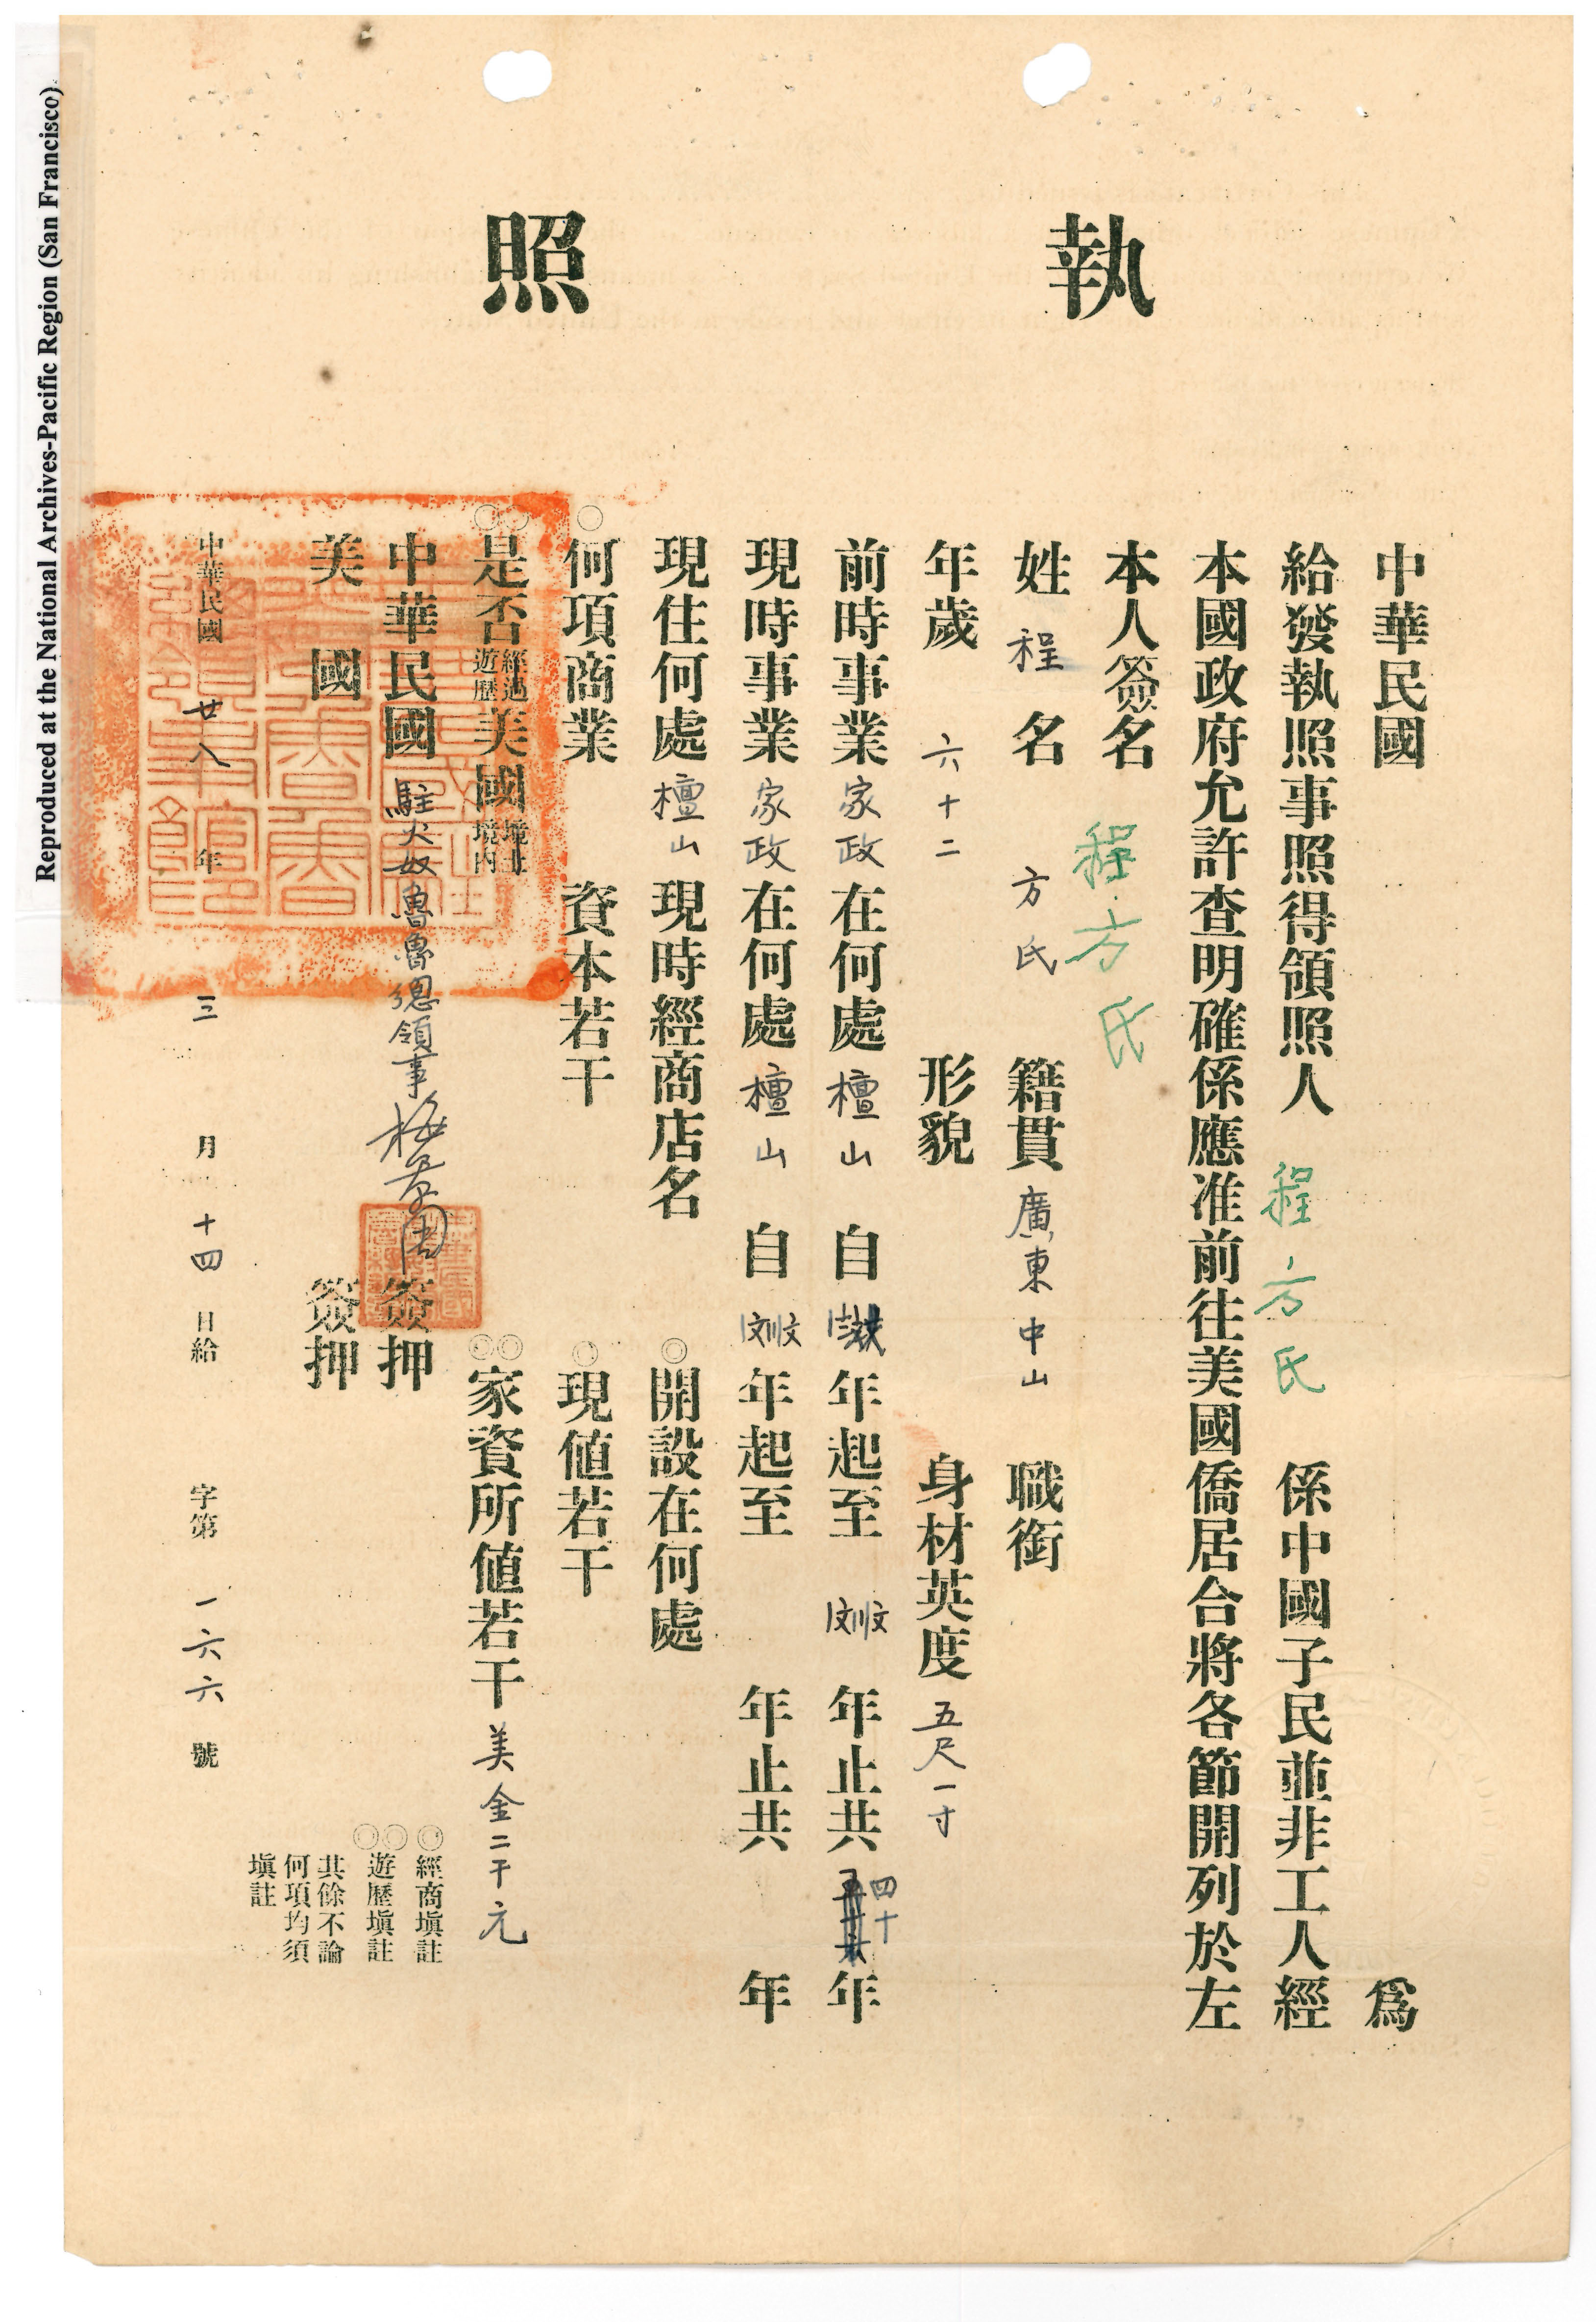 Reproduced at the National Archives-Pacific Region (San Francisco)
執照
中華民國 爲
給發執照事照得領照人 程方氏 係中國子民並非工人經
本國政府允許查明確係應准前往美國僑居合將各節開列於左
本人簽名 程方氏
姓 程 名 方氏 籍貫 廣東中山 職銜
年歲 六十二 形貌 身材英度 五尺一寸
前時事業 家政 在何處 檀山 自 年起至 年止共 四十 年
現時事業 家政 在何處 檀山 自 年起至 年止共 年
現住何處 檀山 現時經商店名 ◎開設在何處
◎何項商業 資本若干 ◎現值若干
◎◎是否經過遊歷美國境土境內 ◎◎家資所值若干 美金二千元
中華民國 駐火奴魯魯總領事 梅景周 簽押
美國 簽押
中華民國 廿八 年 三 月 十四 日給 字第 一六六 號
◎經商塡註
◎◎遊歷塡註
其餘不論
何項均須
塡註